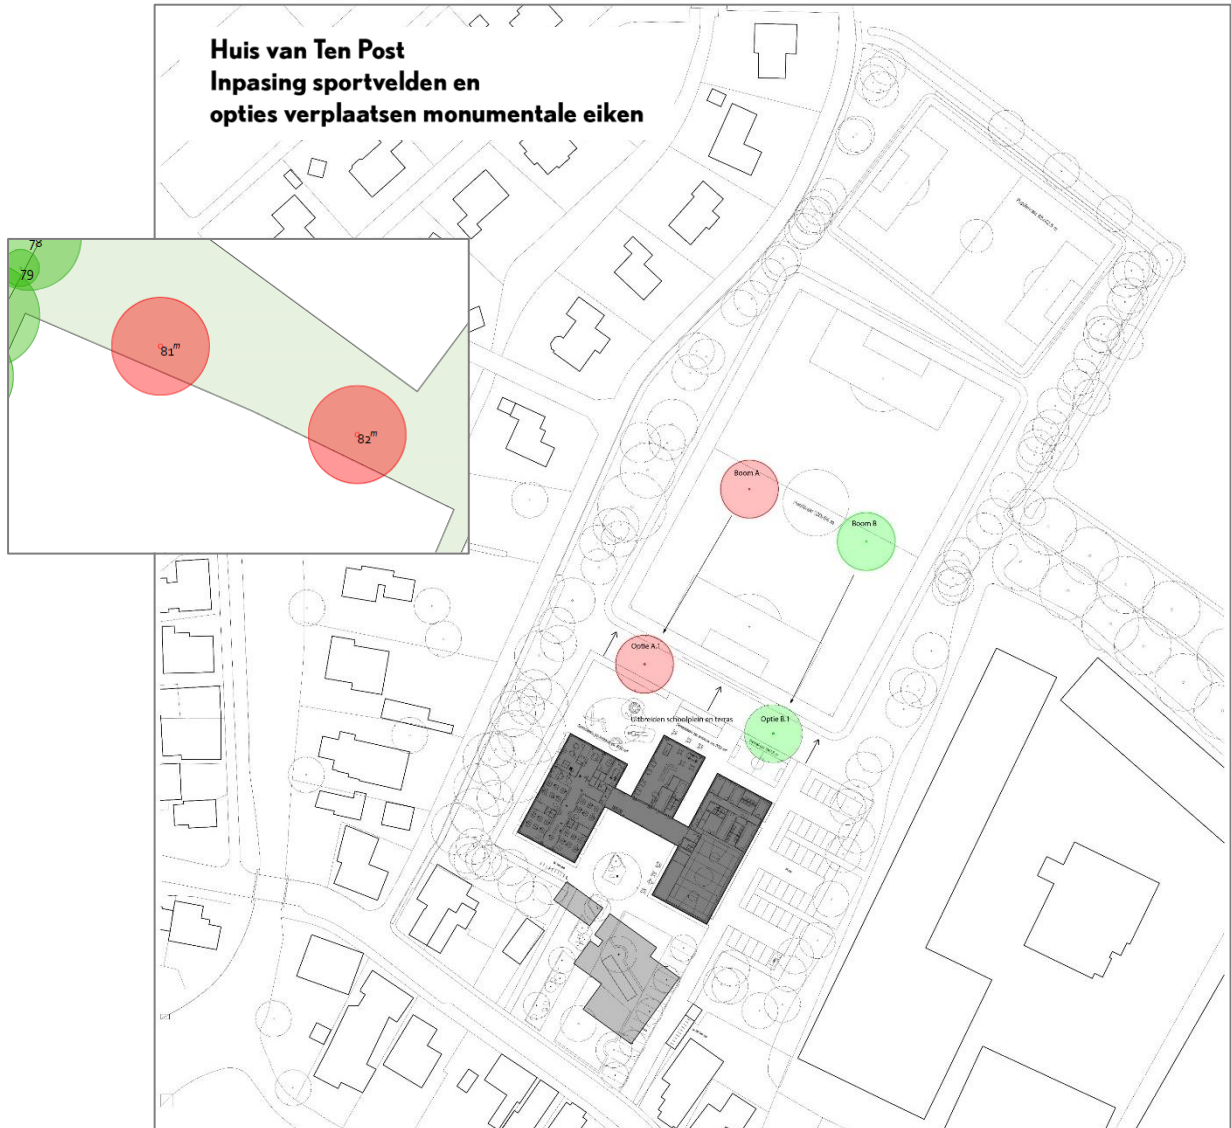 Huis van Ten Post
Inpasing sportvelden en
opties verplaatsen monumentale eiken
78
79
81m
82m
Boom A
Boom B
Optie A.1
Uitbreiden schoolplein en terras
Optie B.1